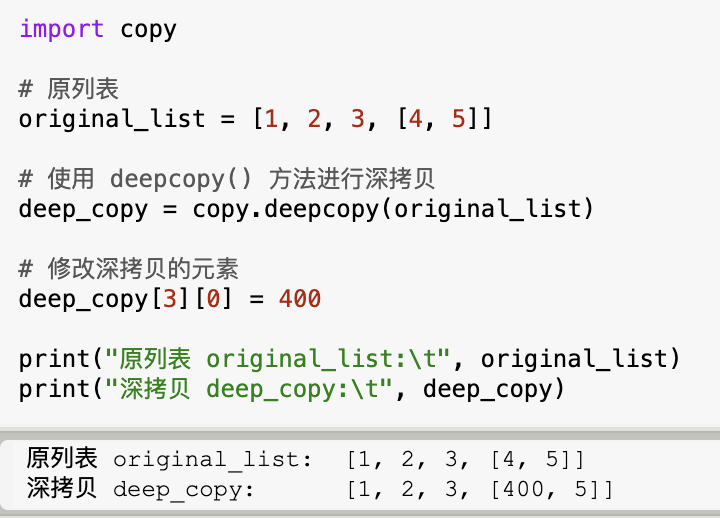 import copy
# 原列表
original_list = [1, 2, 3, [4, 5]]
# 使用 deepcopy() 方法进行深拷贝
deep_copy = copy.deepcopy(original_list)
# 修改深拷贝的元素
deep_copy[3][0] = 400
print("原列表 original_list:\t", original_list)
print("深拷贝 deep_copy:\t", deep_copy)
原列表 original_list:  [1, 2, 3, [4, 5]]
深拷贝 deep_copy:      [1, 2, 3, [400, 5]]